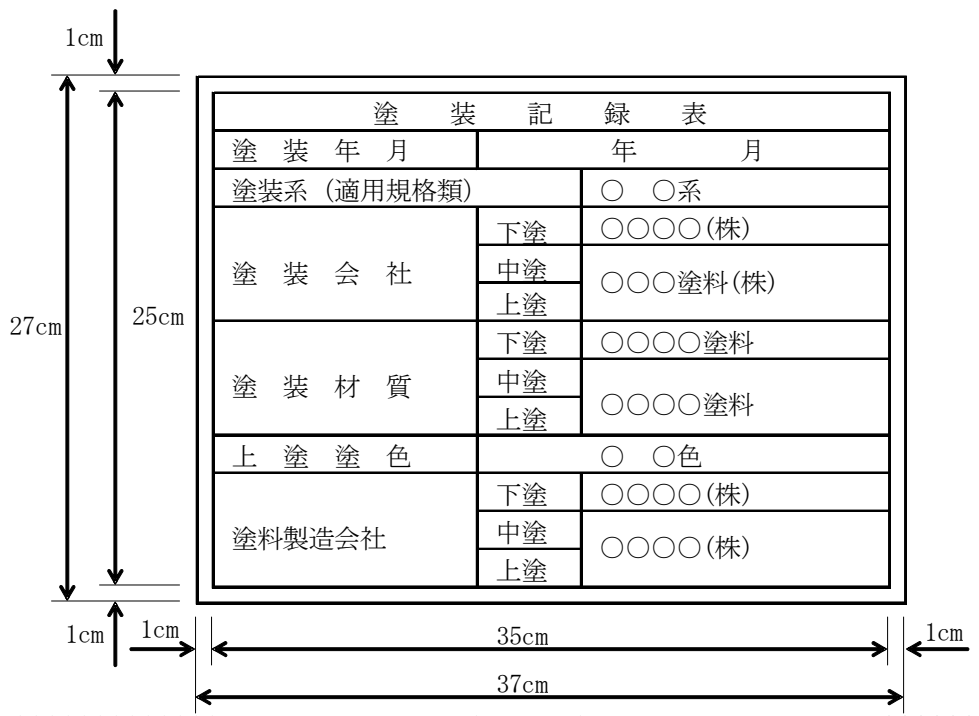 1cm
塗　装　記　録　表
塗 装 年 月　年　　月
塗装系（適用規格類）　○　○系
下塗　○○○○(株)
塗 装 会 社　中塗　○○○塗料(株)
上塗
27cm　25cm
下塗　○○○○塗料
塗 装 材 質　中塗　○○○○塗料
上塗
上 塗 塗 色　○　○色
下塗　○○○○(株)
塗料製造会社　中塗　○○○○(株)
上塗
1cm　1cm　35cm　1cm
37cm